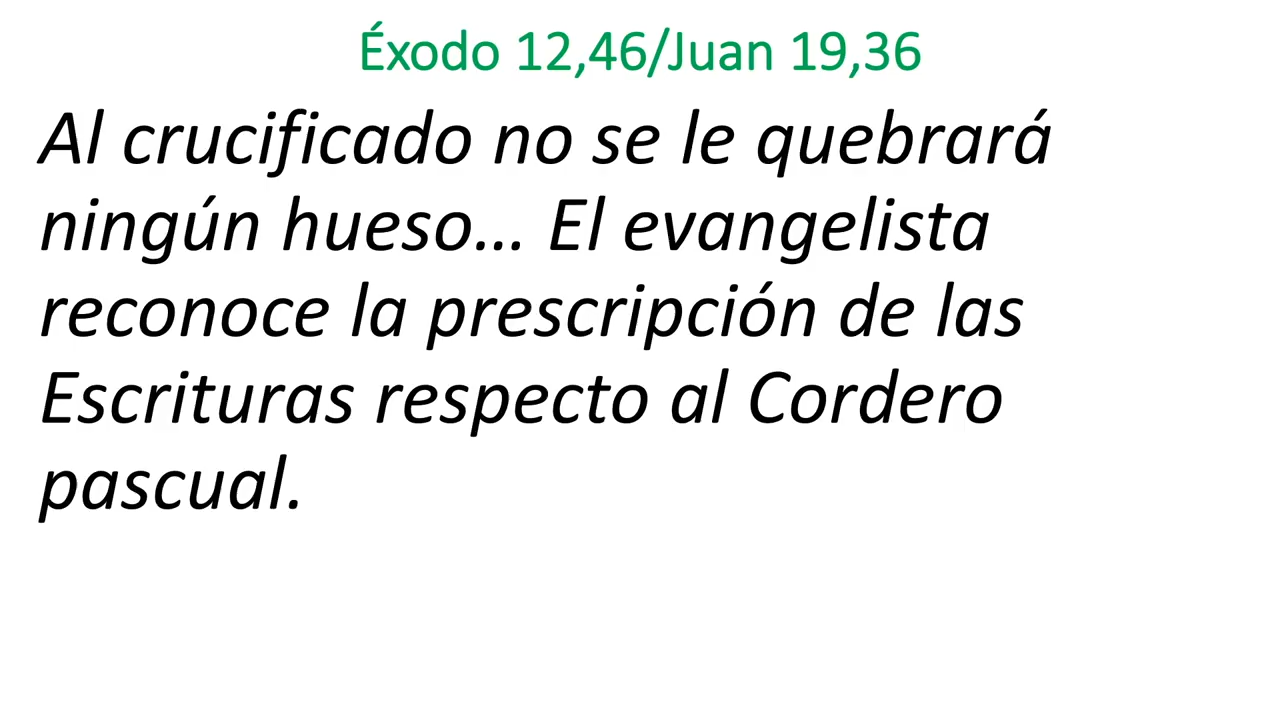 Éxodo 12,46/Juan 19,36
Al crucificado no se le quebrará
ningún hueso... El evangelista
reconoce la prescripción de las
Escrituras respecto al Cordero
pascual.